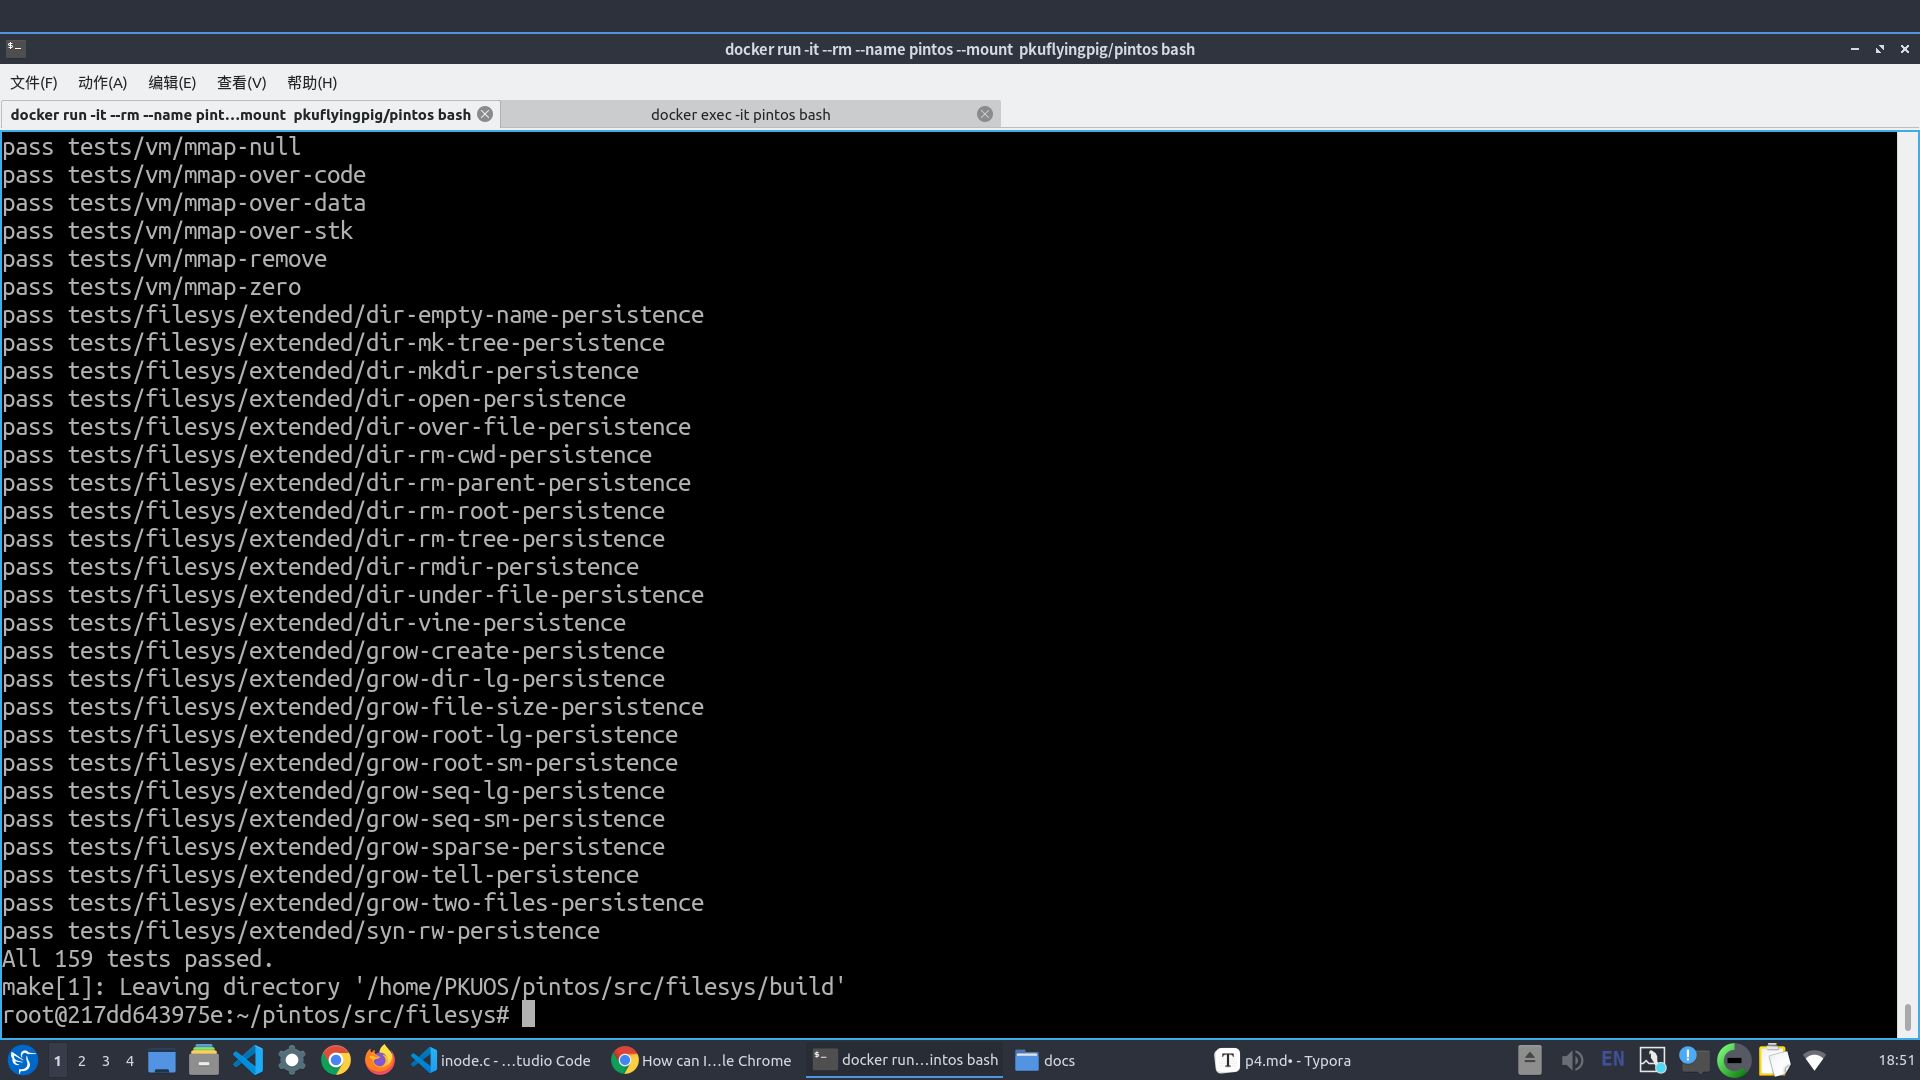 docker run -it --rm --name pintos --mount  pkuflyingpig/pintos bash
文件(F) 动作(A) 编辑(E) 查看(V) 帮助(H)
docker run -it --rm --name pint…mount  pkuflyingpig/pintos bash
docker exec -it pintos bash
pass tests/vm/mmap-null
pass tests/vm/mmap-over-code
pass tests/vm/mmap-over-data
pass tests/vm/mmap-over-stk
pass tests/vm/mmap-remove
pass tests/vm/mmap-zero
pass tests/filesys/extended/dir-empty-name-persistence
pass tests/filesys/extended/dir-mk-tree-persistence
pass tests/filesys/extended/dir-mkdir-persistence
pass tests/filesys/extended/dir-open-persistence
pass tests/filesys/extended/dir-over-file-persistence
pass tests/filesys/extended/dir-rm-cwd-persistence
pass tests/filesys/extended/dir-rm-parent-persistence
pass tests/filesys/extended/dir-rm-root-persistence
pass tests/filesys/extended/dir-rm-tree-persistence
pass tests/filesys/extended/dir-rmdir-persistence
pass tests/filesys/extended/dir-under-file-persistence
pass tests/filesys/extended/dir-vine-persistence
pass tests/filesys/extended/grow-create-persistence
pass tests/filesys/extended/grow-dir-lg-persistence
pass tests/filesys/extended/grow-file-size-persistence
pass tests/filesys/extended/grow-root-lg-persistence
pass tests/filesys/extended/grow-root-sm-persistence
pass tests/filesys/extended/grow-seq-lg-persistence
pass tests/filesys/extended/grow-seq-sm-persistence
pass tests/filesys/extended/grow-sparse-persistence
pass tests/filesys/extended/grow-tell-persistence
pass tests/filesys/extended/grow-two-files-persistence
pass tests/filesys/extended/syn-rw-persistence
All 159 tests passed.
make[1]: Leaving directory '/home/PKUOS/pintos/src/filesys/build'
root@217dd643975e:~/pintos/src/filesys#
1 2 3 4 inode.c - …tudio Code How can I…le Chrome docker run…intos bash docs T p4.md• - Typora EN 18:51